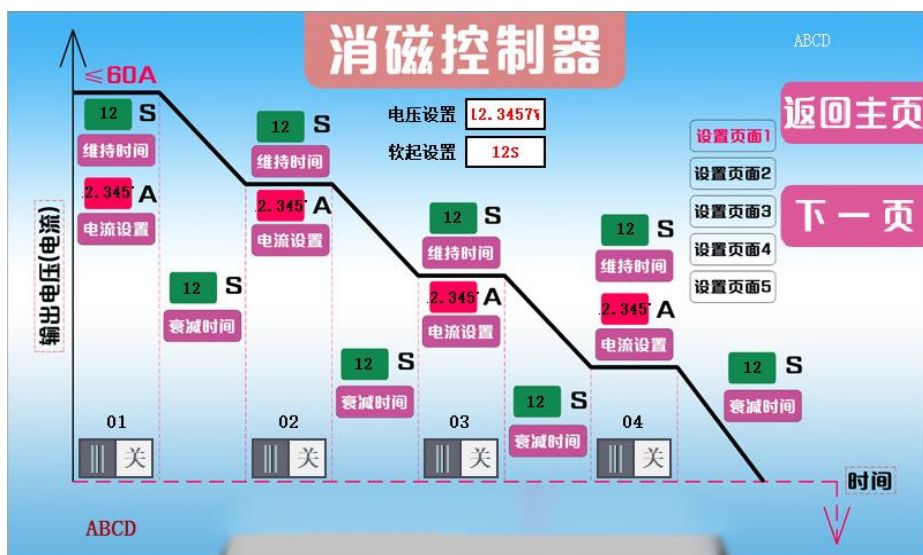 消磁控制器
ABCD
≤60A
12 S
维持时间
2.345 A
电流设置
12 S
衰减时间
12 S
维持时间
2.345 A
电流设置
12 S
衰减时间
电压设置 12.3457V
软起设置 12S
12 S
维持时间
2.345 A
电流设置
12 S
衰减时间
12 S
维持时间
2.345 A
电流设置
12 S
衰减时间
设置页面1
设置页面2
设置页面3
设置页面4
设置页面5
返回主页
下一页
输出电压(电流)
01
关
02
关
03
关
04
关
时间
ABCD